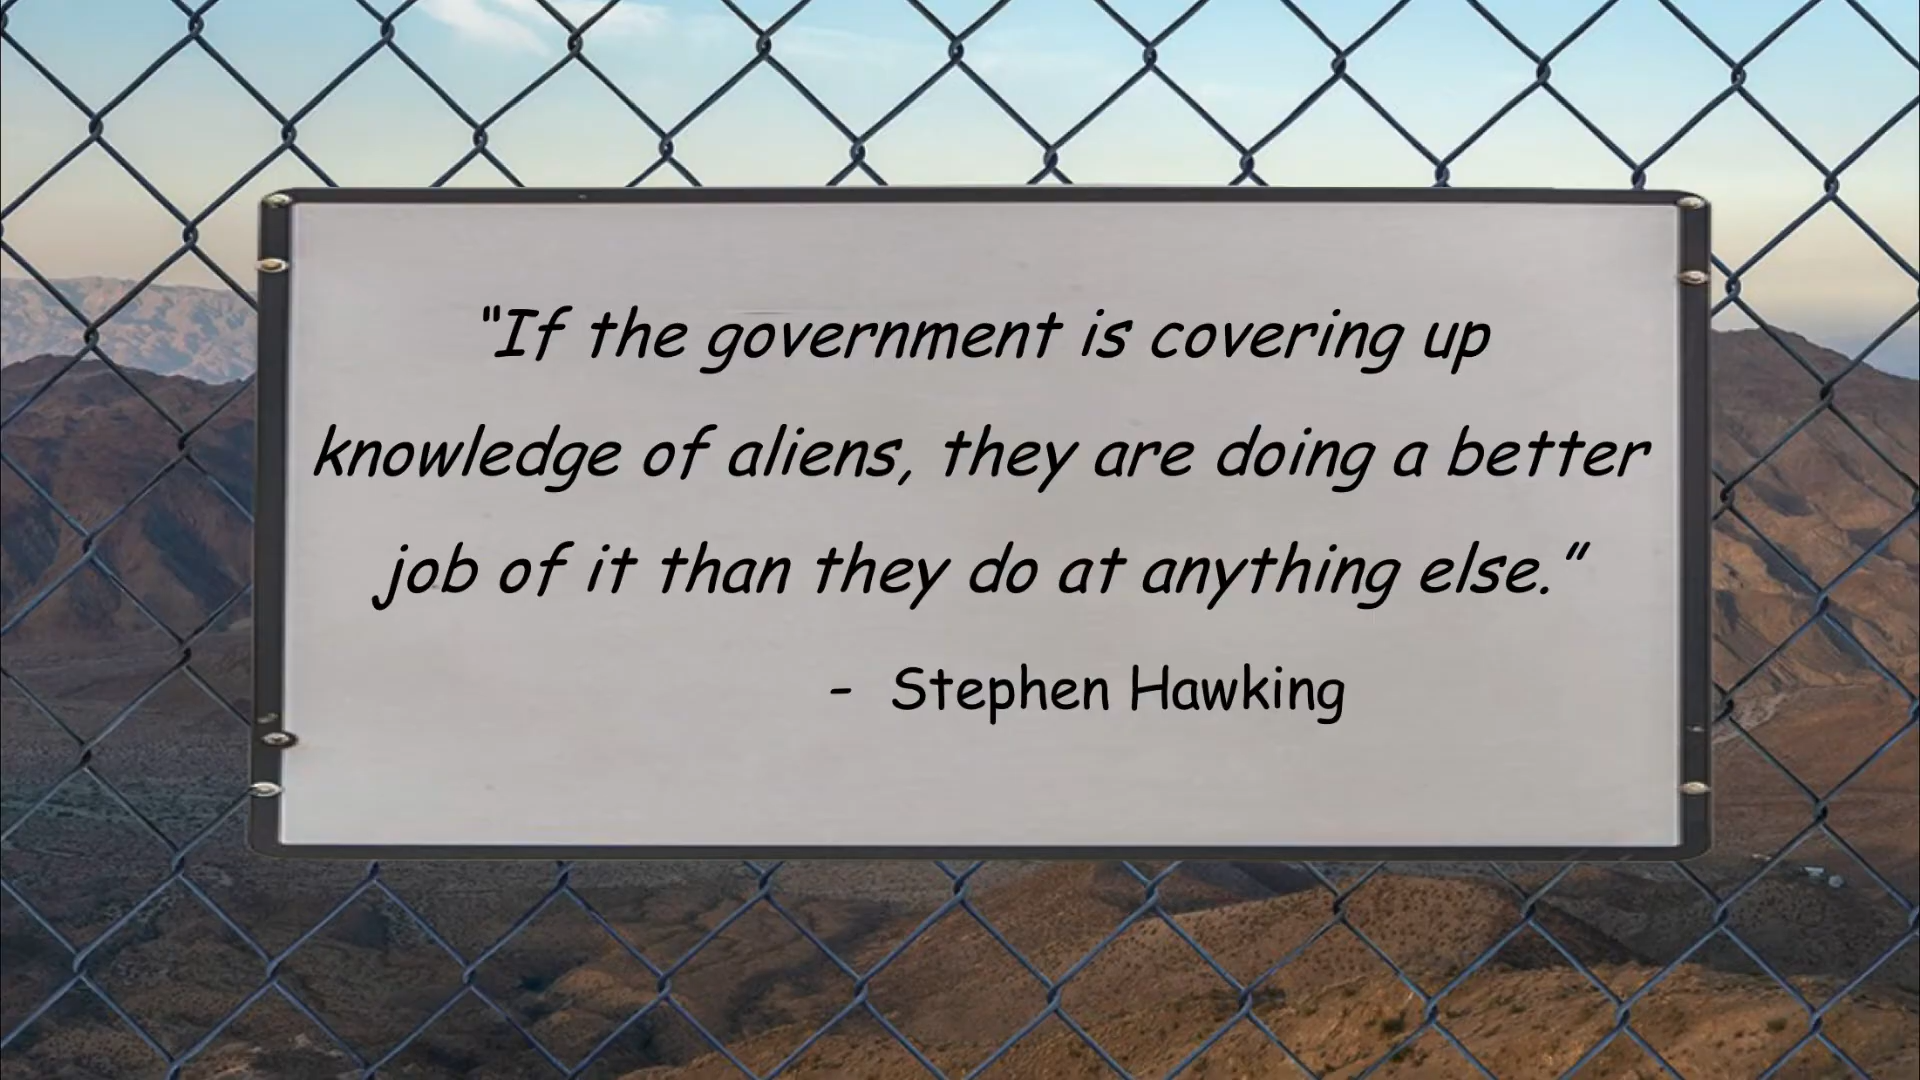 "If the government is covering up
knowledge of aliens, they are doing a better
job of it than they do at anything else.”
- Stephen Hawking